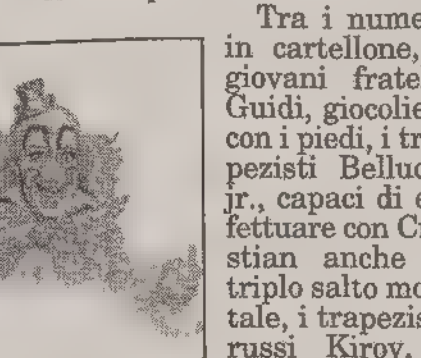 Tra i nume
in cartellone,
giovani frate
Guidi, giocolie
con i piedi, i tr
pezisti Belluc
jr., capaci di e
fettuare con Cr
stian anche
triplo salto mo
tale, i trapezis
russi Kirov,